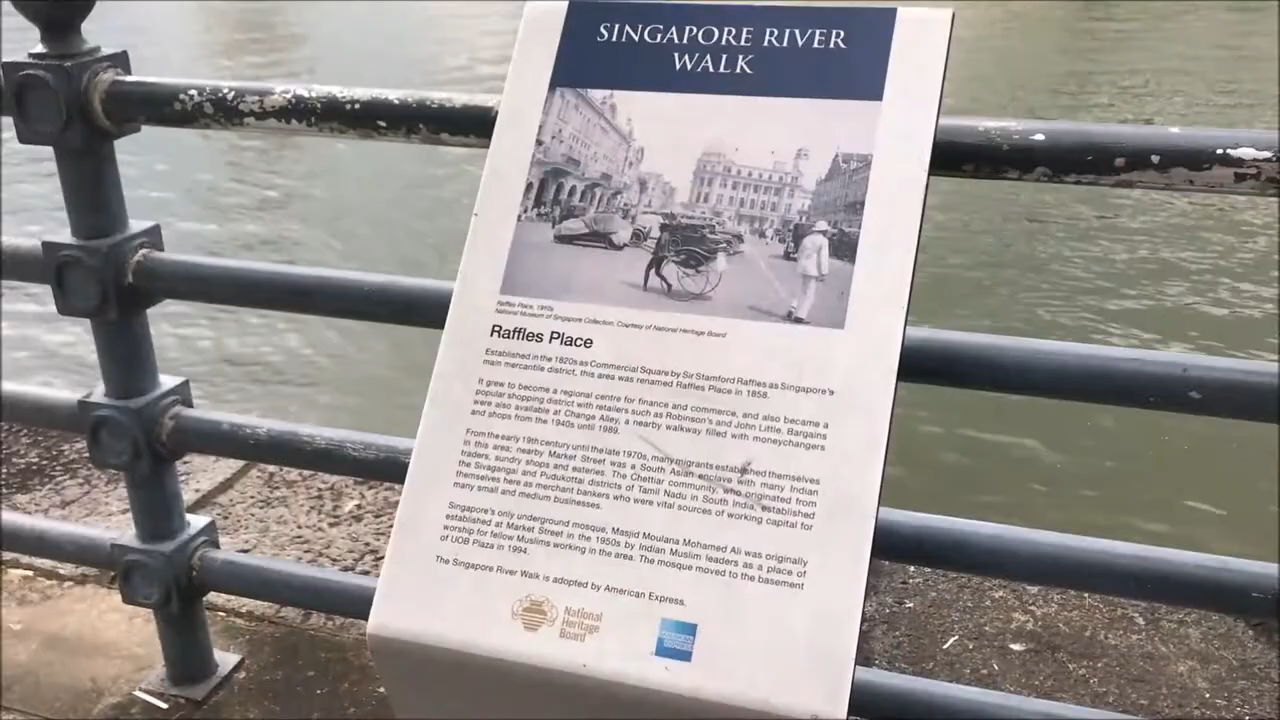 SINGAPORE RIVER
WALK
Raffles Place, 1910s
National Museum of Singapore Collection, Courtesy of National Heritage Board
Raffles Place
Established in the 1820s as Commercial Square by Sir Stamford Raffles as Singapore's
main mercantile district, this area was renamed Raffles Place in 1858.
It grew to become a regional centre for finance and commerce, and also became a
popular shopping district with retailers such as Robinson's and John Little. Bargains
were also available at Change Alley, a nearby walkway filled with moneychangers
and shops from the 1940s until 1989.
From the early 19th century until the late 1970s, many migrants established themselves
in this area; nearby Market Street was a South Asian enclave with many Indian
traders, sundry shops and eateries. The Chettiar community, who originated from
the Sivagangai and Pudukottai districts of Tamil Nadu in South India, established
themselves here as merchant bankers who were vital sources of working capital for
many small and medium businesses.
Singapore's only underground mosque, Masjid Moulana Mohamed Ali was originally
established at Market Street in the 1950s by Indian Muslim leaders as a place of
worship for fellow Muslims working in the area. The mosque moved to the basement
of UOB Plaza in 1994.
The Singapore River Walk is adopted by American Express.
National
Heritage
Board
AMERICAN
EXPRESS